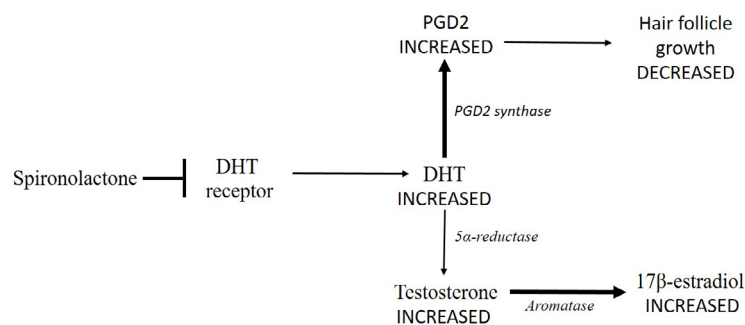 PGD2
INCREASED
Hair follicle
growth
DECREASED
PGD2 synthase
Spironolactone
DHT
receptor
DHT
INCREASED
5α-reductase
Testosterone
INCREASED
Aromatase
17β-estradiol
INCREASED